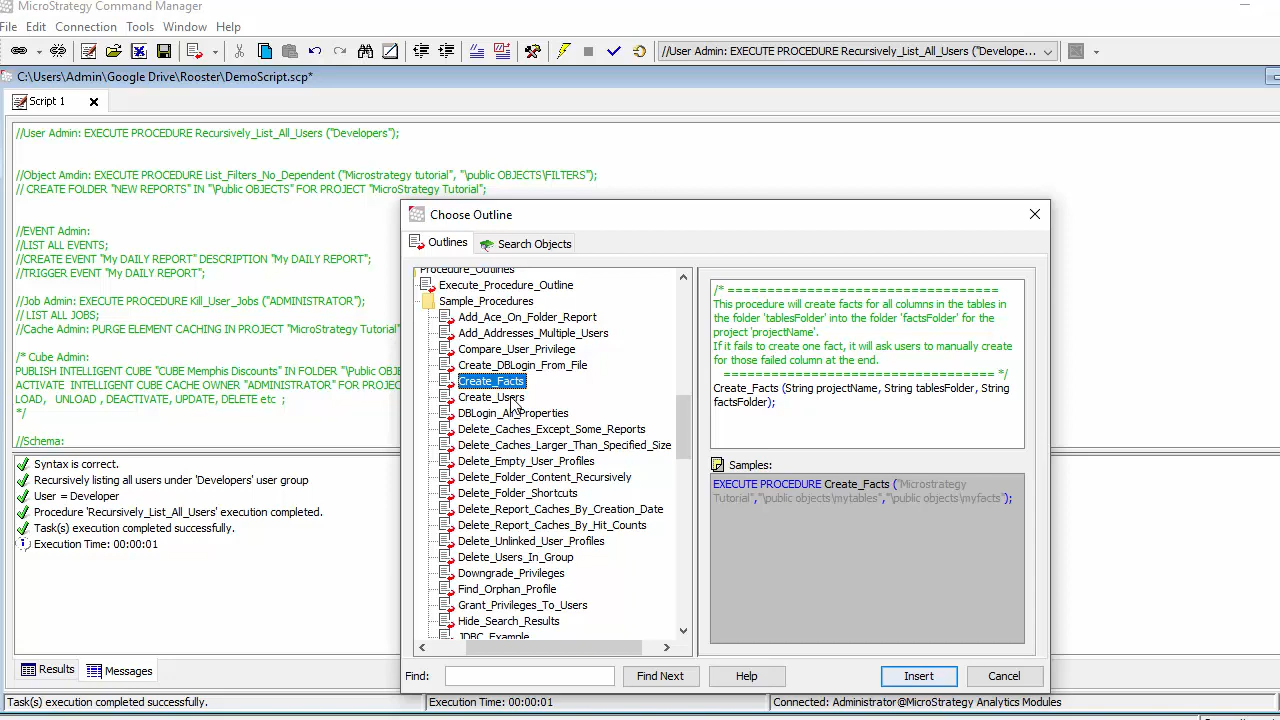 MicroStrategy Command Manager
File Edit Connection Tools Window Help
//User Admin: EXECUTE PROCEDURE Recursively_List_All_Users ("Develope...
C:\Users\Admin\Google Drive\Rooster\DemoScript.scp*
Script 1
//User Admin: EXECUTE PROCEDURE Recursively_List_All_Users ("Developers");
//Object Amdin: EXECUTE PROCEDURE List_Filters_No_Dependent ("Microstrategy tutorial", "\public OBJECTS\FILTERS");
// CREATE FOLDER "NEW REPORTS" IN "\Public OBJECTS" FOR PROJECT "MicroStrategy Tutorial";
//EVENT Admin:
//LIST ALL EVENTS;
//CREATE EVENT "My DAILY REPORT" DESCRIPTION "My DAILY REPORT";
//TRIGGER EVENT "My DAILY REPORT";
//Job Admin: EXECUTE PROCEDURE Kill_User_Jobs ("ADMINISTRATOR");
// LIST ALL JOBS;
//Cache Admin: PURGE ELEMENT CACHING IN PROJECT "MicroStrategy Tutorial"
/* Cube Admin:
PUBLISH INTELLIGENT CUBE "CUBE Memphis Discounts" IN FOLDER "\Public
ACTIVATE INTELLIGENT CUBE CACHE OWNER "ADMINISTRATOR" FOR PROJEC
LOAD, UNLOAD , DEACTIVATE, UPDATE, DELETE etc ;
*/
//Schema:
Syntax is correct.
Recursively listing all users under 'Developers' user group
User = Developer
Procedure 'Recursively_List_All_Users' execution completed.
Task(s) execution completed successfully.
Execution Time: 00:00:01
Results Messages
Choose Outline
Outlines Search Objects
Procedure_Outlines
Execute_Procedure_Outline
Sample_Procedures
Add_Ace_On_Folder_Report
Add_Addresses_Multiple_Users
Compare_User_Privilege
Create_DBLogin_From_File
Create_Facts
Create_Users
DBLogin_All_Properties
Delete_Caches_Except_Some_Reports
Delete_Caches_Larger_Than_Specified_Size
Delete_Empty_User_Profiles
Delete_Folder_Content_Recursively
Delete_Folder_Shortcuts
Delete_Report_Caches_By_Creation_Date
Delete_Report_Caches_By_Hit_Counts
Delete_Unlinked_User_Profiles
Delete_Users_In_Group
Downgrade_Privileges
Find_Orphan_Profile
Grant_Privileges_To_Users
Hide_Search_Results
JDBC_Example
/* =================================
This procedure will create facts for all columns in the tables in
the folder 'tablesFolder' into the folder 'factsFolder' for the
project 'projectName'.
If it fails to create one fact, it will ask users to manually create
for those failed column at the end.
================================= */
Create_Facts (String projectName, String tablesFolder, String
factsFolder);
Samples:
EXECUTE PROCEDURE Create_Facts ("Microstrategy
Tutorial","\public objects\mytables","\public objects\myfacts");
Find: Find Next Help Insert Cancel
Task(s) execution completed successfully. Execution Time: 00:00:01 Connected: Administrator@MicroStrategy Analytics Modules